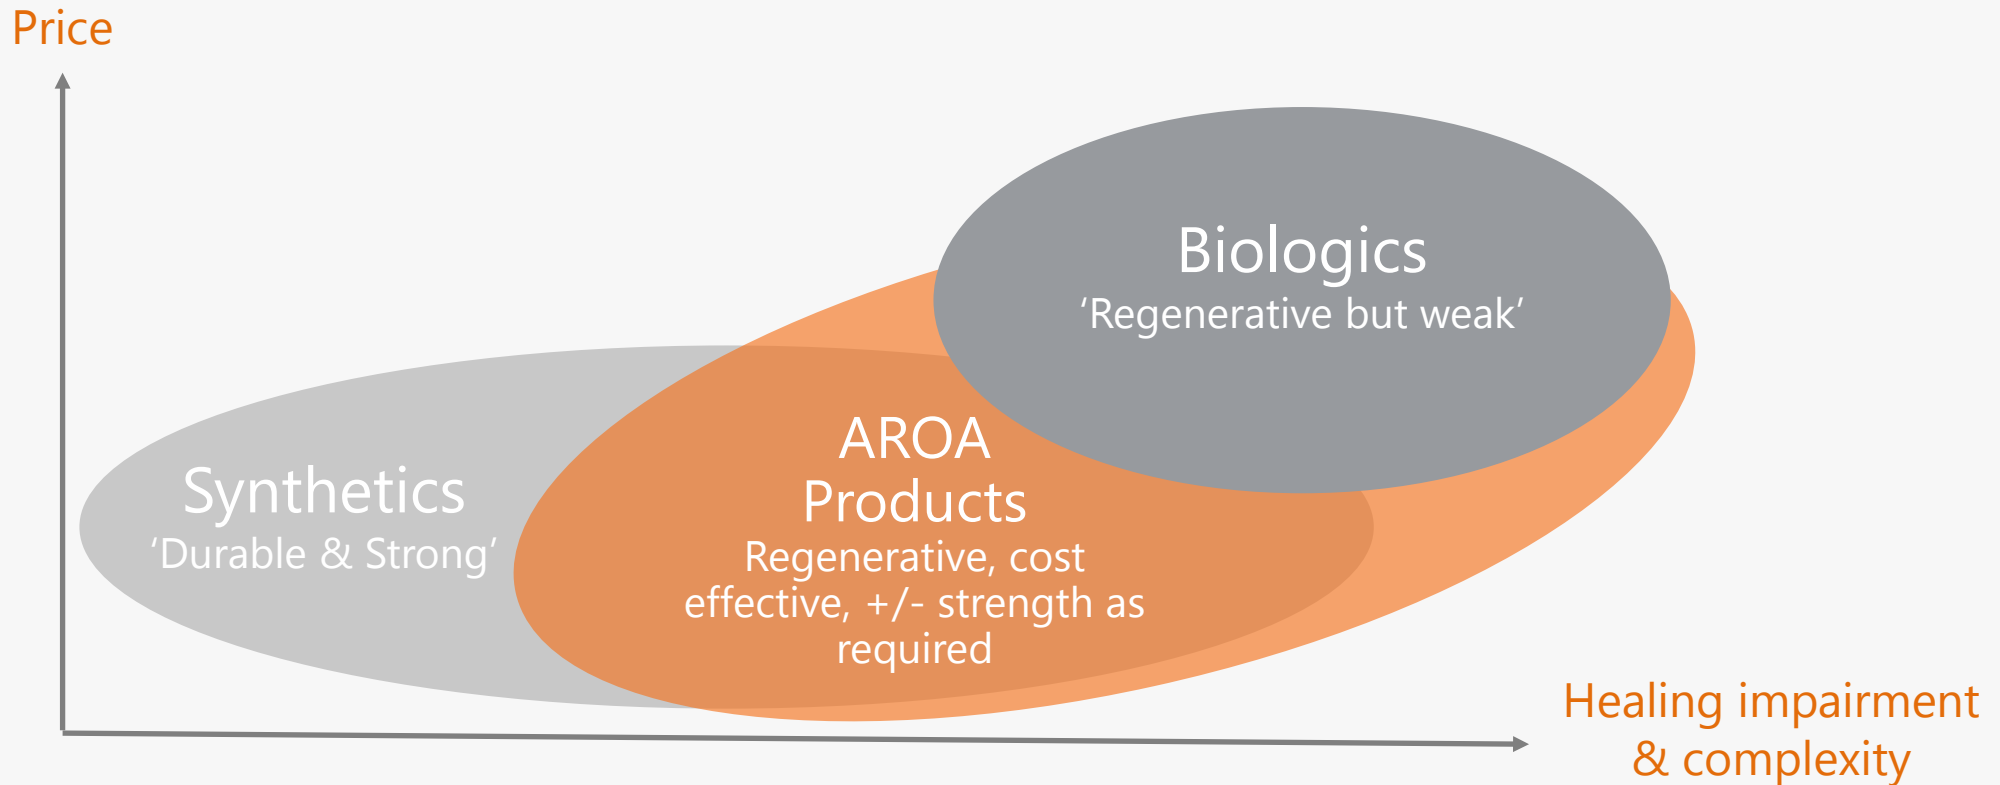 Price
Biologics
‘Regenerative but weak’
AROA
Products
Regenerative, cost
effective, +/- strength as
required
Synthetics
‘Durable & Strong’
Healing impairment
& complexity